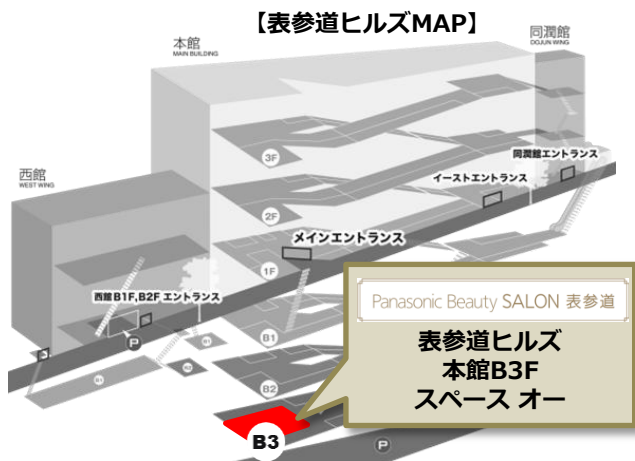 【表参道ヒルズMAP】
本館
MAIN BUILDING
同潤館
DOJUN WING
西館
WEST WING
3F
同潤館エントランス
イーストエントランス
2F
メインエントランス
1F
西館B1F,B2F エントランス
P
B1
B1
B1
B2
B2
Panasonic Beauty SALON 表参道
表参道ヒルズ
本館B3F
スペース オー
B3
P